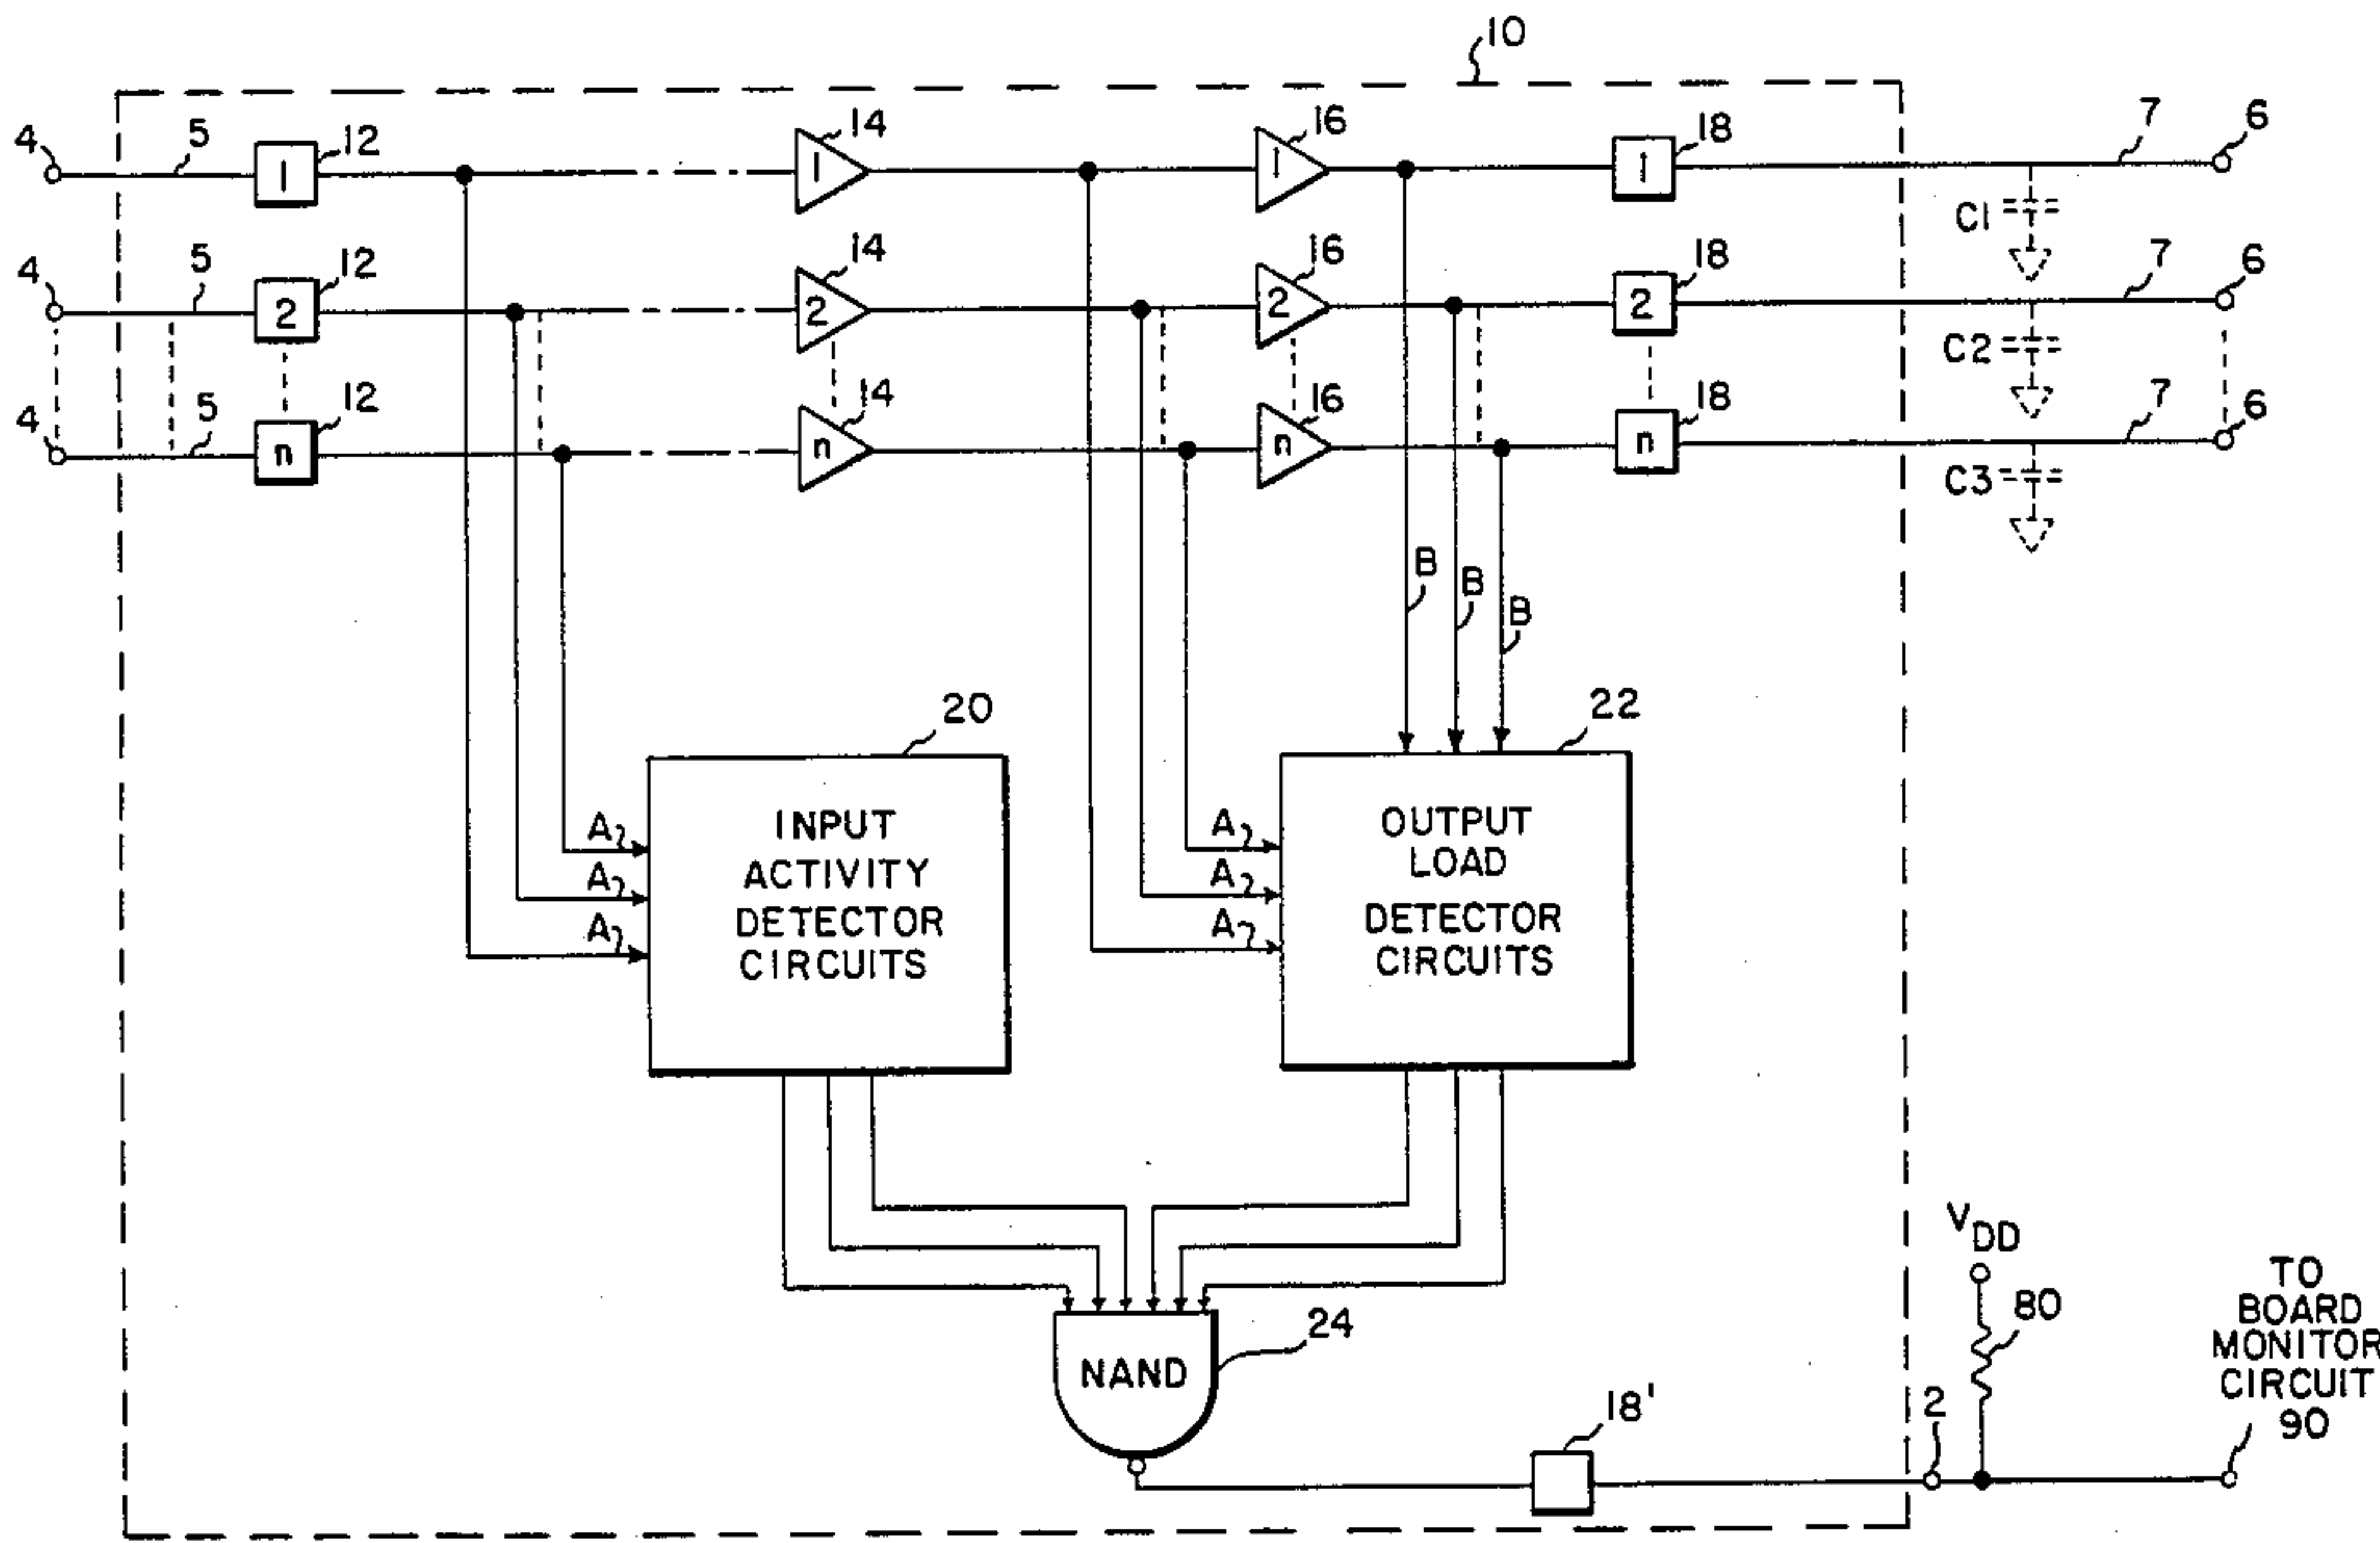 10
4 5 1 12 1 14 1 16 1 18 7 6
C1
4 5 2 12 2 14 2 16 2 18 7 6
C2
4 5 n 12 n 14 n 16 n 18 7 6
C3
B B B
20 22
A A A
INPUT
ACTIVITY
DETECTOR
CIRCUITS
A A A
OUTPUT
LOAD
DETECTOR
CIRCUITS
VDD
80
NAND
24
18'
2
TO
BOARD
MONITOR
CIRCUIT
90